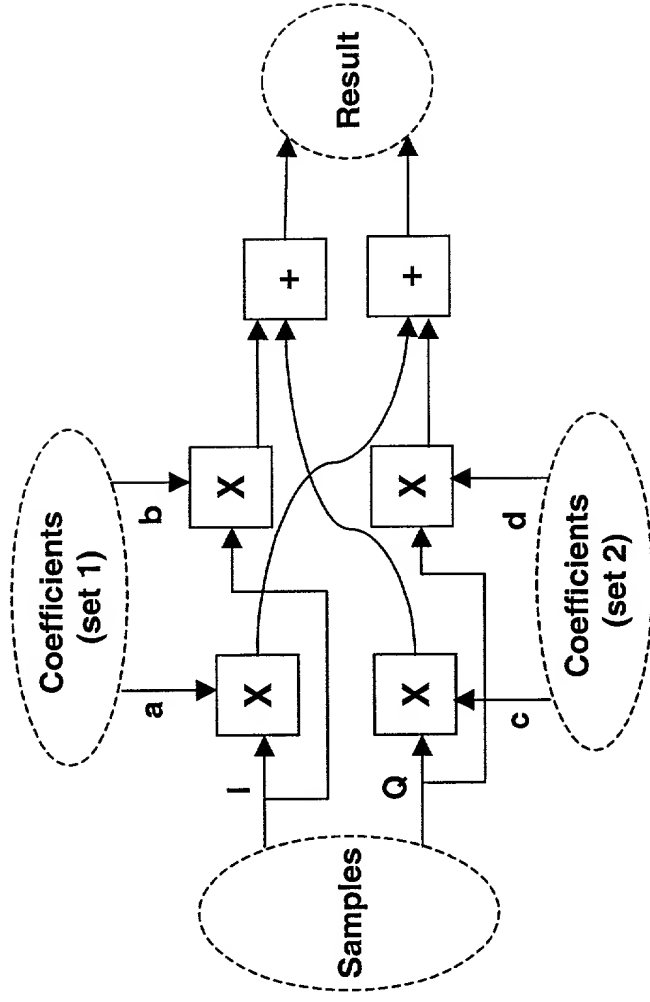 Coefficients
(set 1)
a
b
I
X
X
+
Samples
Result
Q
X
X
+
c
d
Coefficients
(set 2)